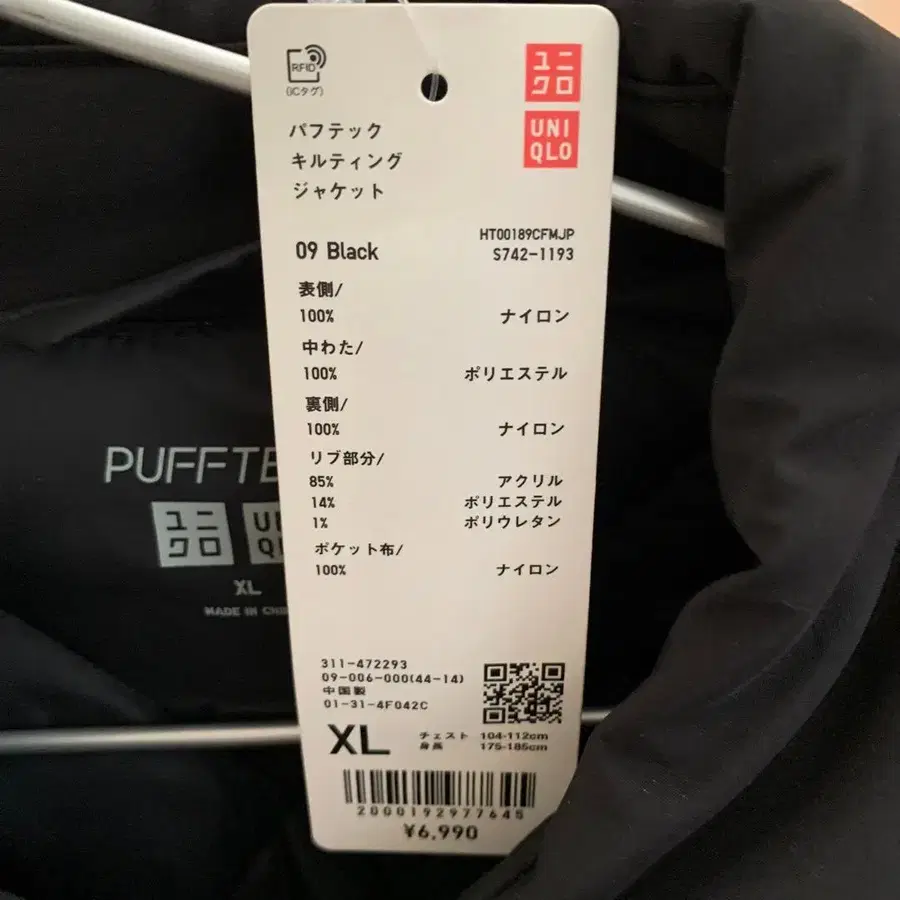 RFID
(ICタグ)
ユニ
クロ
UNI
QLO
パフテック
キルティング
ジャケット
09 Black
HT00189CFMJP
S742-1193
表側/
100% ナイロン
中わた/
100% ポリエステル
裏側/
100% ナイロン
リブ部分/
85% アクリル
14% ポリエステル
1% ポリウレタン
ポケット布/
100% ナイロン
311-472293
09-006-000(44-14)
中国製
01-31-4F042C
XL
チェスト 104-112cm
身長 175-185cm
2000192977645
¥6,990
PUFFTE
ユニ
クロ
UN
QL
XL
MADE IN CHI